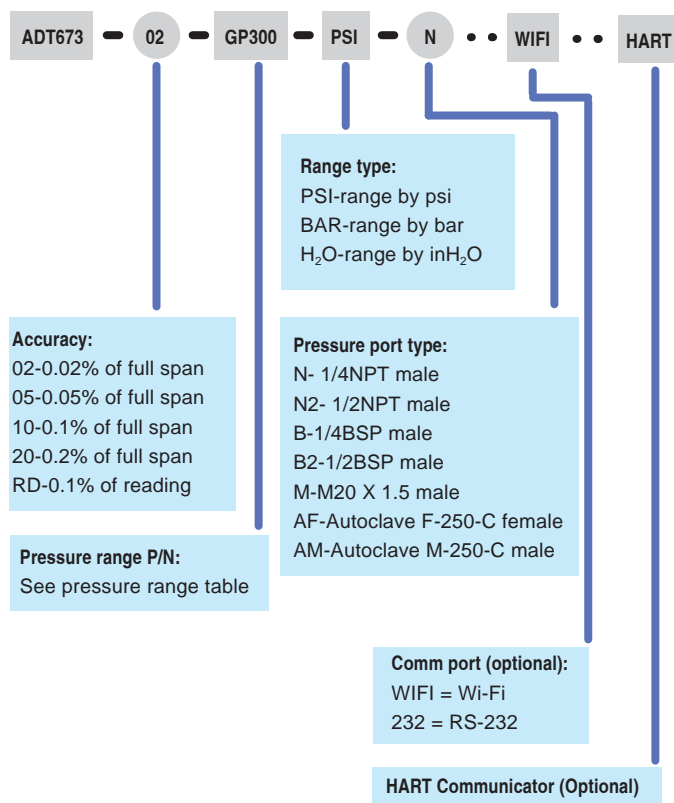 ADT673 – 02 – GP300 – PSI – N • • WIFI • • HART
Range type:
PSI-range by psi
BAR-range by bar
H₂O-range by inH₂O
Accuracy:
02-0.02% of full span
05-0.05% of full span
10-0.1% of full span
20-0.2% of full span
RD-0.1% of reading
Pressure port type:
N- 1/4NPT male
N2- 1/2NPT male
B-1/4BSP male
B2-1/2BSP male
M-M20 X 1.5 male
AF-Autoclave F-250-C female
AM-Autoclave M-250-C male
Pressure range P/N:
See pressure range table
Comm port (optional):
WIFI = Wi-Fi
232 = RS-232
HART Communicator (Optional)